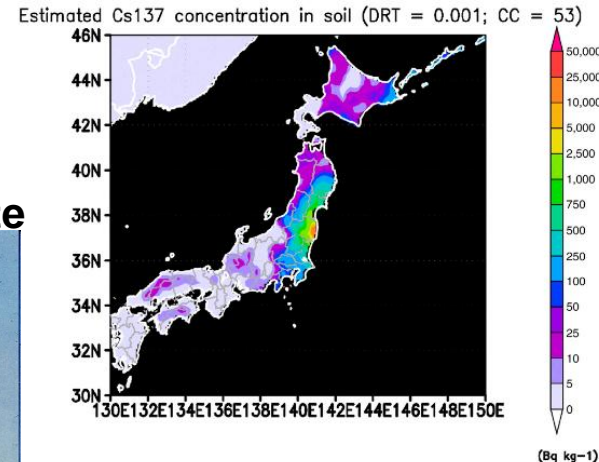 Estimated Cs137 concentration in soil (DRT = 0.001; CC = 53)
46N
44N
42N
40N
38N
36N
34N
32N
30N
130E132E134E136E138E140E142E144E146E148E150E
50,000
25,000
10,000
5,000
2,500
1,000
750
500
250
100
50
25
10
5
0
(Bq kg-1)